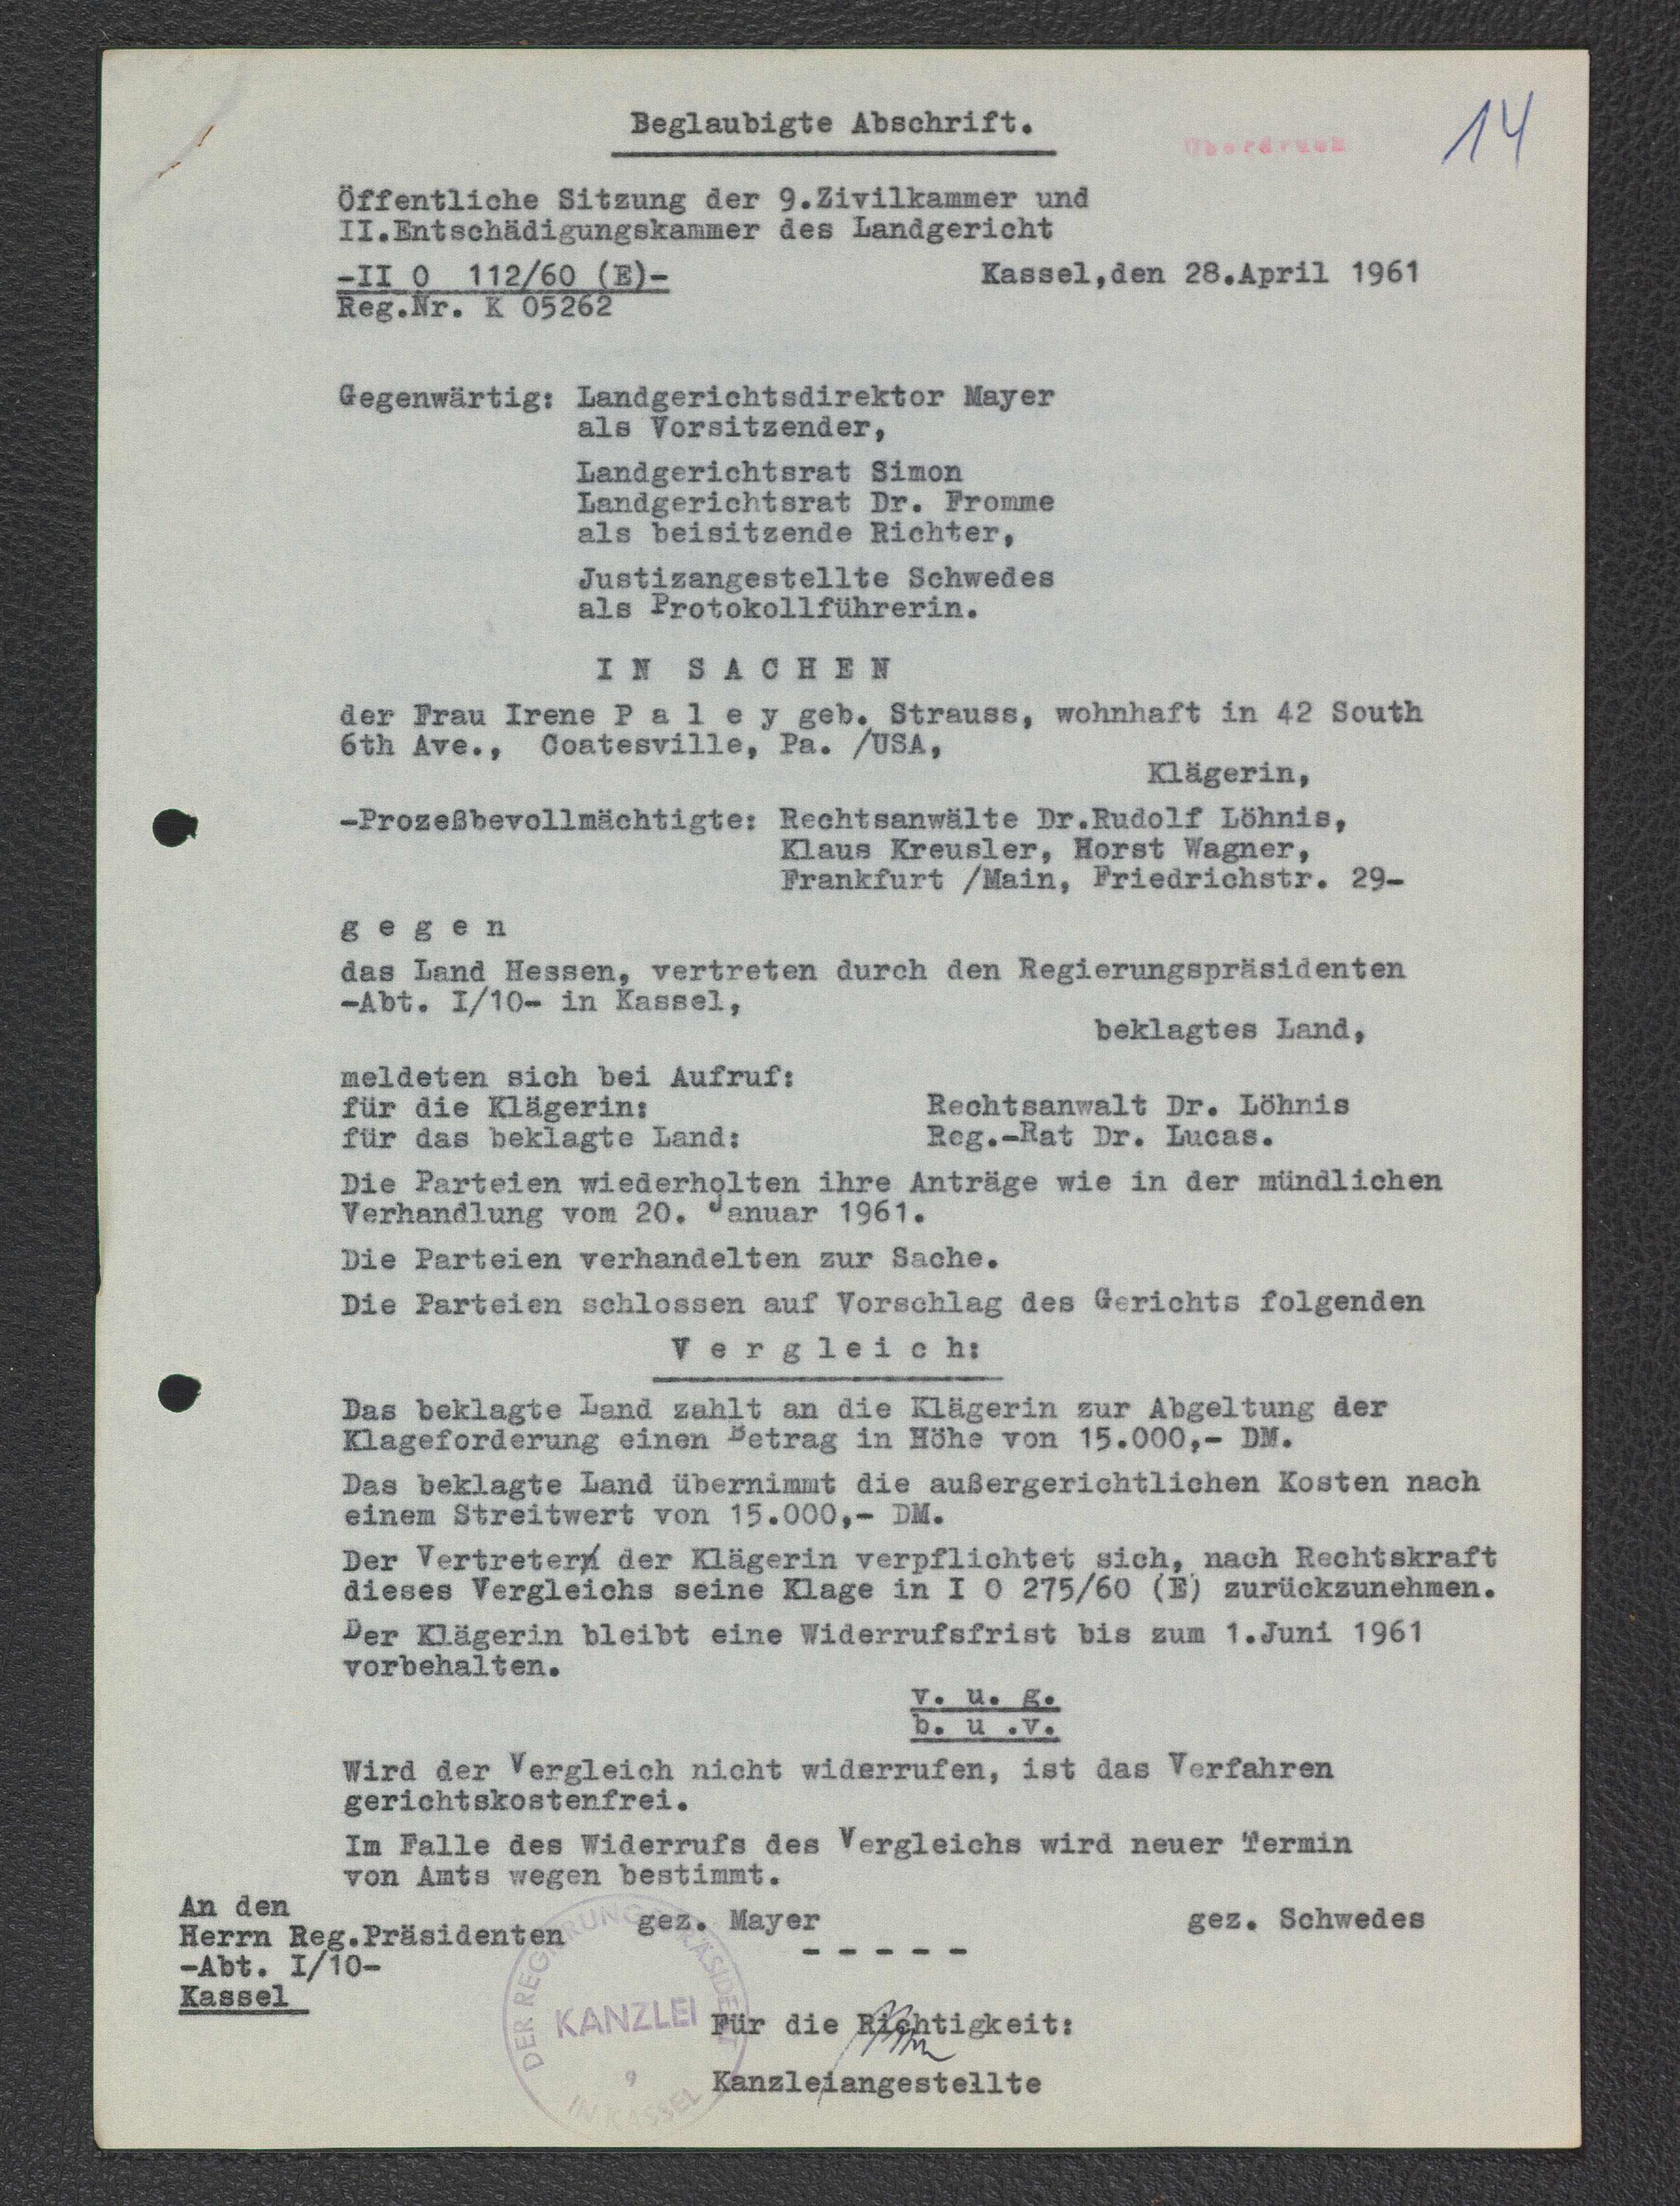 Beglaubigte Abschrift.
Überdruck
14
Öffentliche Sitzung der 9.Zivilkammer und
II.Entschädigungskammer des Landgericht
-II O 112/60 (E)-
Kassel,den 28.April 1961
Reg.Nr. K 05262
Gegenwärtig: Landgerichtsdirektor Mayer
als Vorsitzender,
Landgerichtsrat Simon
Landgerichtsrat Dr. Fromme
als beisitzende Richter,
Justizangestellte Schwedes
als Protokollführerin.
I N S A C H E N
der Frau Irene P a l e y geb. Strauss, wohnhaft in 42 South
6th Ave., Coatesville, Pa. /USA,
Klägerin,
-Prozeßbevollmächtigte: Rechtsanwälte Dr.Rudolf Löhnis,
Klaus Kreusler, Horst Wagner,
Frankfurt /Main, Friedrichstr. 29-
g e g e n
das Land Hessen, vertreten durch den Regierungspräsidenten
-Abt. I/10- in Kassel,
beklagtes Land,
meldeten sich bei Aufruf:
für die Klägerin: Rechtsanwalt Dr. Löhnis
für das beklagte Land: Reg.-Rat Dr. Lucas.
Die Parteien wiederholten ihre Anträge wie in der mündlichen
Verhandlung vom 20. Januar 1961.
Die Parteien verhandelten zur Sache.
Die Parteien schlossen auf Vorschlag des Gerichts folgenden
V e r g l e i c h:
Das beklagte Land zahlt an die Klägerin zur Abgeltung der
Klageforderung einen Betrag in Höhe von 15.000,- DM.
Das beklagte Land übernimmt die außergerichtlichen Kosten nach
einem Streitwert von 15.000,- DM.
Der Vertreter der Klägerin verpflichtet sich, nach Rechtskraft
dieses Vergleichs seine Klage in I O 275/60 (E) zurückzunehmen.
Der Klägerin bleibt eine Widerrufsfrist bis zum 1.Juni 1961
vorbehalten.
v. u. g.
b. u .v.
Wird der Vergleich nicht widerrufen, ist das Verfahren
gerichtskostenfrei.
Im Falle des Widerrufs des Vergleichs wird neuer Termin
von Amts wegen bestimmt.
An den
Herrn Reg.Präsidenten
-Abt. I/10-
Kassel
gez. Mayer
gez. Schwedes
- - - - -
DER REGIERUNGSPRÄSIDENT
KANZLEI
9
IN KASSEL
Für die Richtigkeit:
Kanzleiangestellte